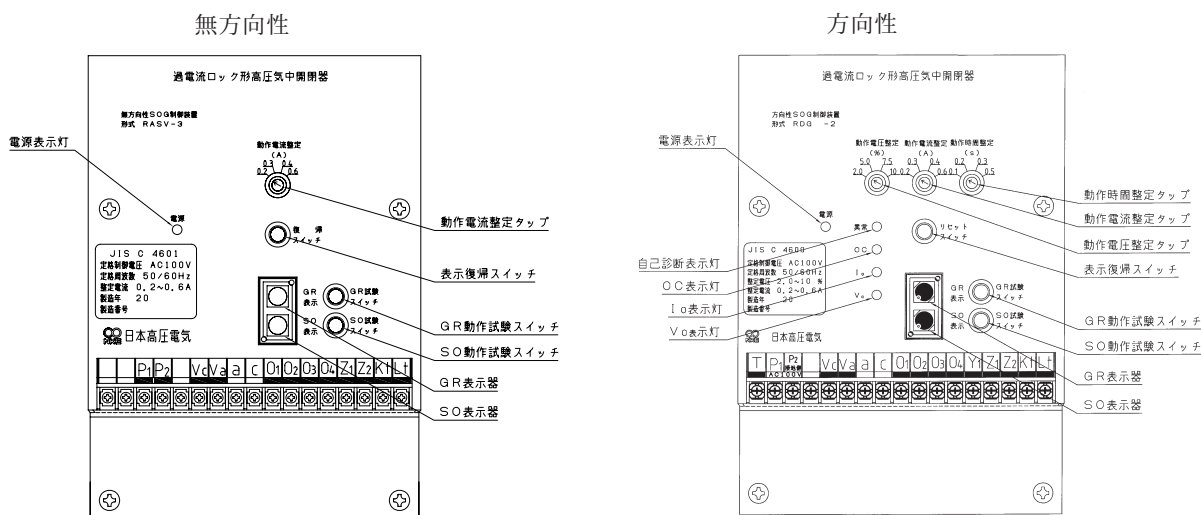 無方向性
過電流ロック形高圧気中開閉器
無方向性SOG制御装置
形式 RASV-3
電源表示灯
動作電流整定
(A)
0.3 0.4
0.2 0.6
動作電流整定タップ
電源
復 帰
スイッチ
表示復帰スイッチ
JIS C 4601
定格制御電圧 AC100V
定格周波数 50/60Hz
整定電流 0.2~0.6A
製造年 20
製造番号
GR
表示
GR試験
スイッチ
SO
表示
SO試験
スイッチ
GR動作試験スイッチ
SO動作試験スイッチ
日本高圧電気
P1 P2 Vc Va a c O1 O2 O3 O4 Z1 Z2 Kt Lt
GR表示器
SO表示器
方向性
過電流ロック形高圧気中開閉器
方向性SOG制御装置
形式 RDG -2
電源表示灯
動作電圧整定
(%)
5.0 7.5
2.0 10
動作電流整定
(A)
0.3 0.4
0.2 0.6
動作時間整定
(s)
0.2 0.3
0.1 0.5
動作時間整定タップ
動作電流整定タップ
動作電圧整定タップ
電源
異常
OC
Io
Vo
リセット
スイッチ
表示復帰スイッチ
自己診断表示灯
OC表示灯
Io表示灯
Vo表示灯
JIS C 4609
定格制御電圧 AC100V
定格周波数 50/60Hz
整定電圧 2.0~10 %
整定電流 0.2~0.6A
製造年 20
製造番号
GR
表示
GR試験
スイッチ
SO
表示
SO試験
スイッチ
GR動作試験スイッチ
SO動作試験スイッチ
日本高圧電気
T P1 P2 Vc Va a c O1 O2 O3 O4 Y1 Z1 Z2 Kt Lt
AC100V
GR表示器
SO表示器